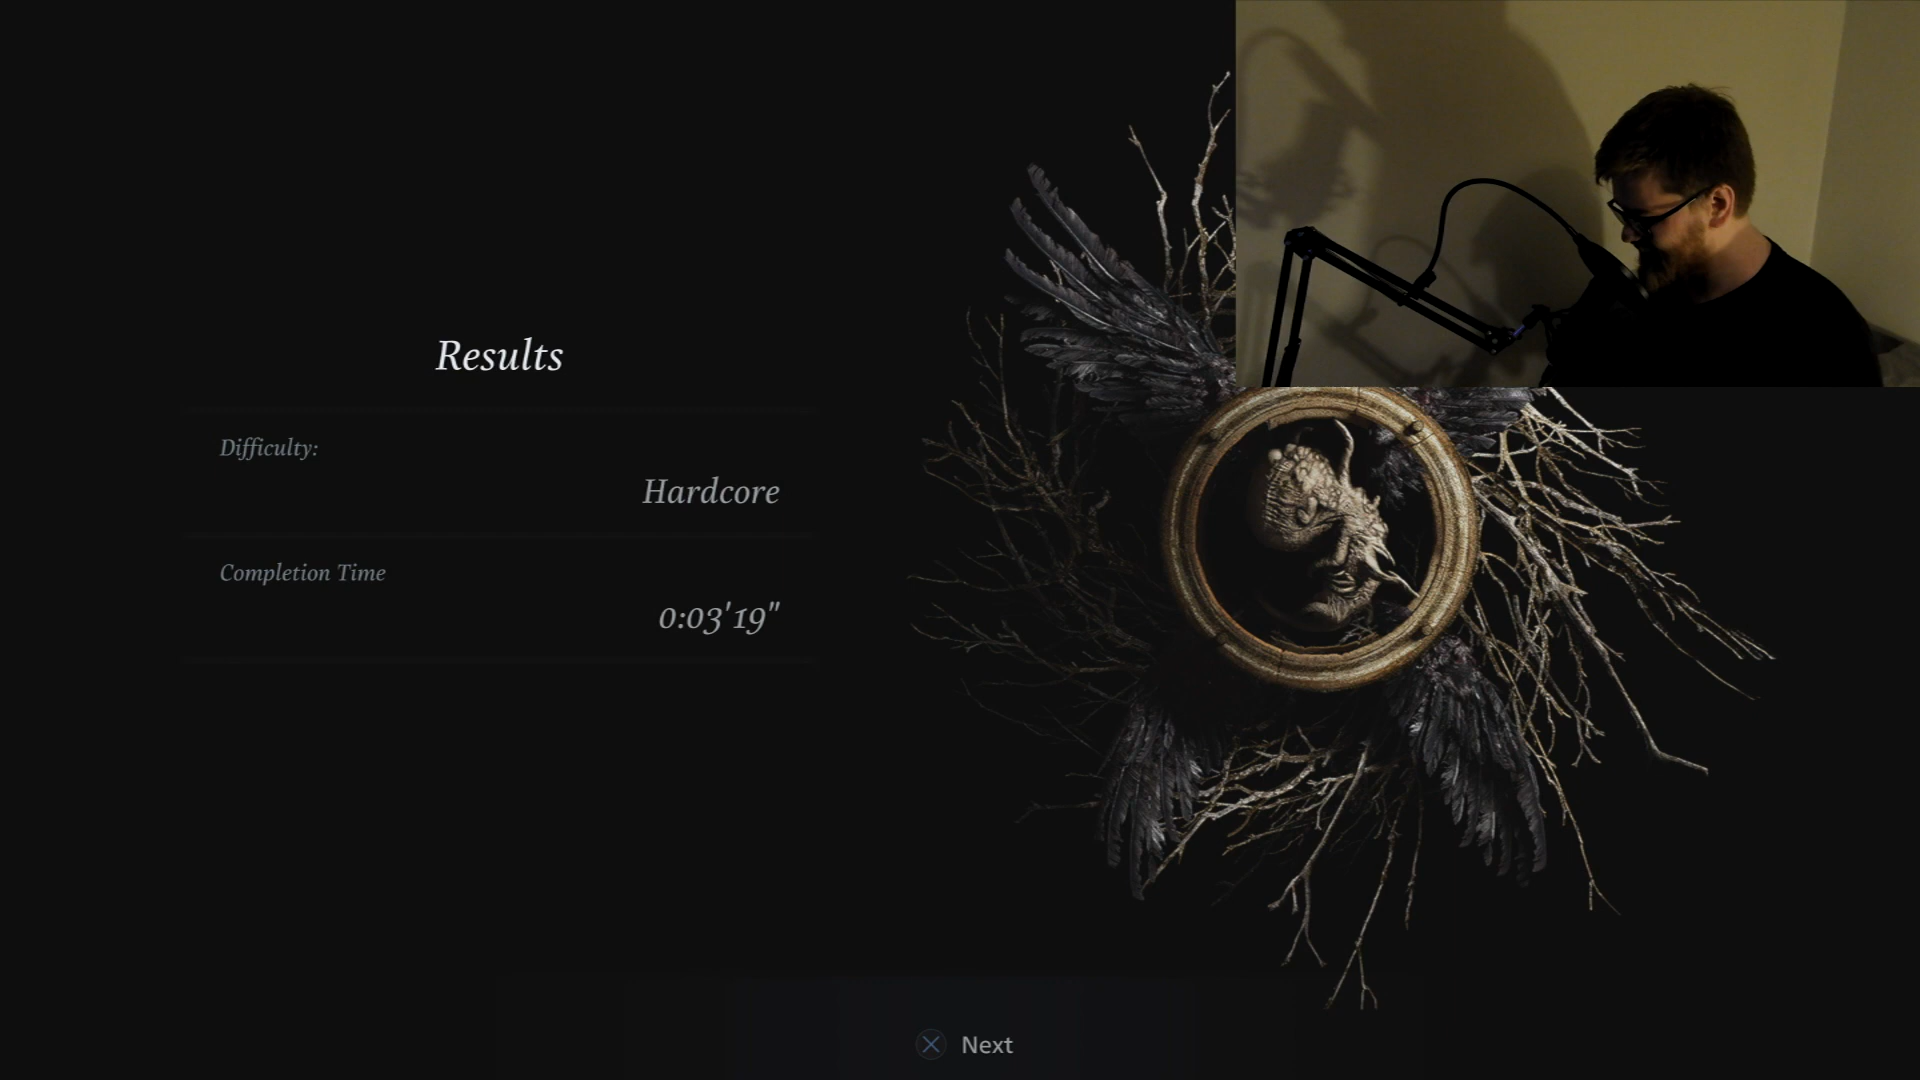 Results
Difficulty:
Hardcore
Completion Time
0:03'19"
Next